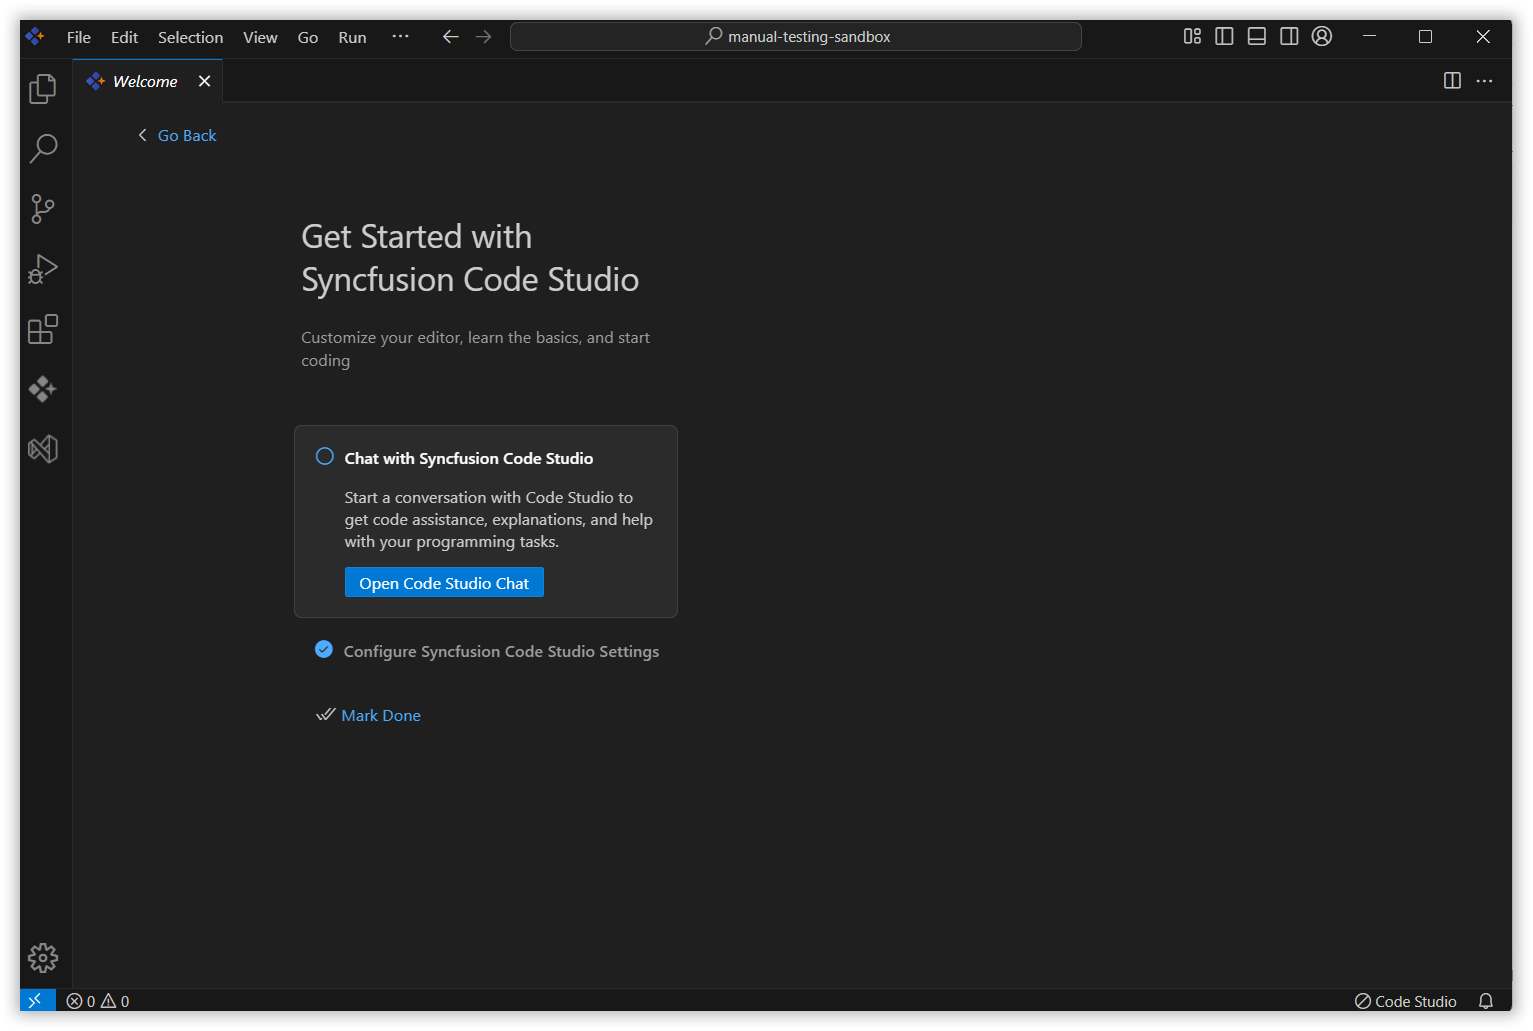 File Edit Selection View Go Run ··· manual-testing-sandbox
Welcome
Go Back
Get Started with
Syncfusion Code Studio
Customize your editor, learn the basics, and start
coding
Chat with Syncfusion Code Studio
Start a conversation with Code Studio to
get code assistance, explanations, and help
with your programming tasks.
Open Code Studio Chat
Configure Syncfusion Code Studio Settings
Mark Done
0 0 Code Studio